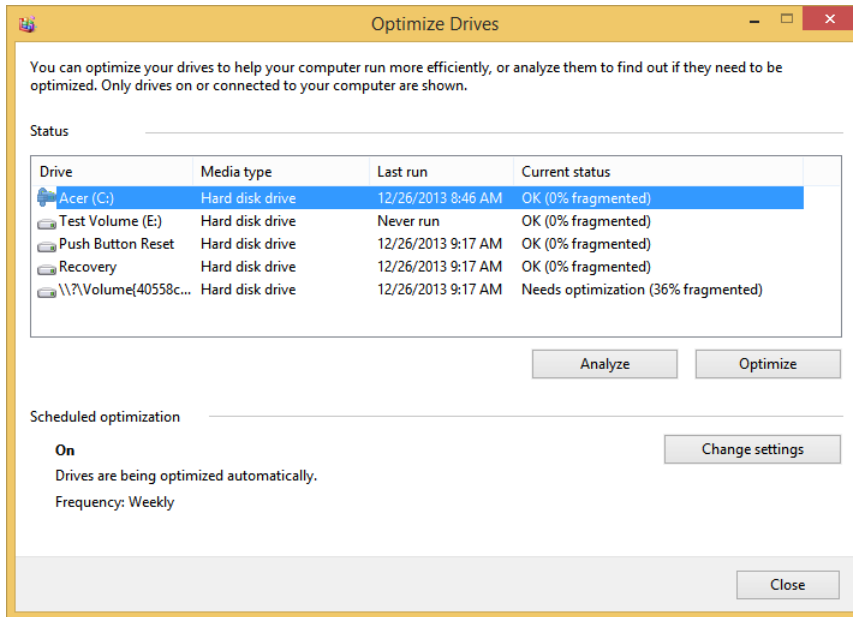 Optimize Drives
You can optimize your drives to help your computer run more efficiently, or analyze them to find out if they need to be
optimized. Only drives on or connected to your computer are shown.
Status
Drive Media type Last run Current status
Acer (C:) Hard disk drive 12/26/2013 8:46 AM OK (0% fragmented)
Test Volume (E:) Hard disk drive Never run OK (0% fragmented)
Push Button Reset Hard disk drive 12/26/2013 9:17 AM OK (0% fragmented)
Recovery Hard disk drive 12/26/2013 9:17 AM OK (0% fragmented)
\\?\Volume{40558c... Hard disk drive 12/26/2013 9:17 AM Needs optimization (36% fragmented)
Analyze Optimize
Scheduled optimization
On Change settings
Drives are being optimized automatically.
Frequency: Weekly
Close